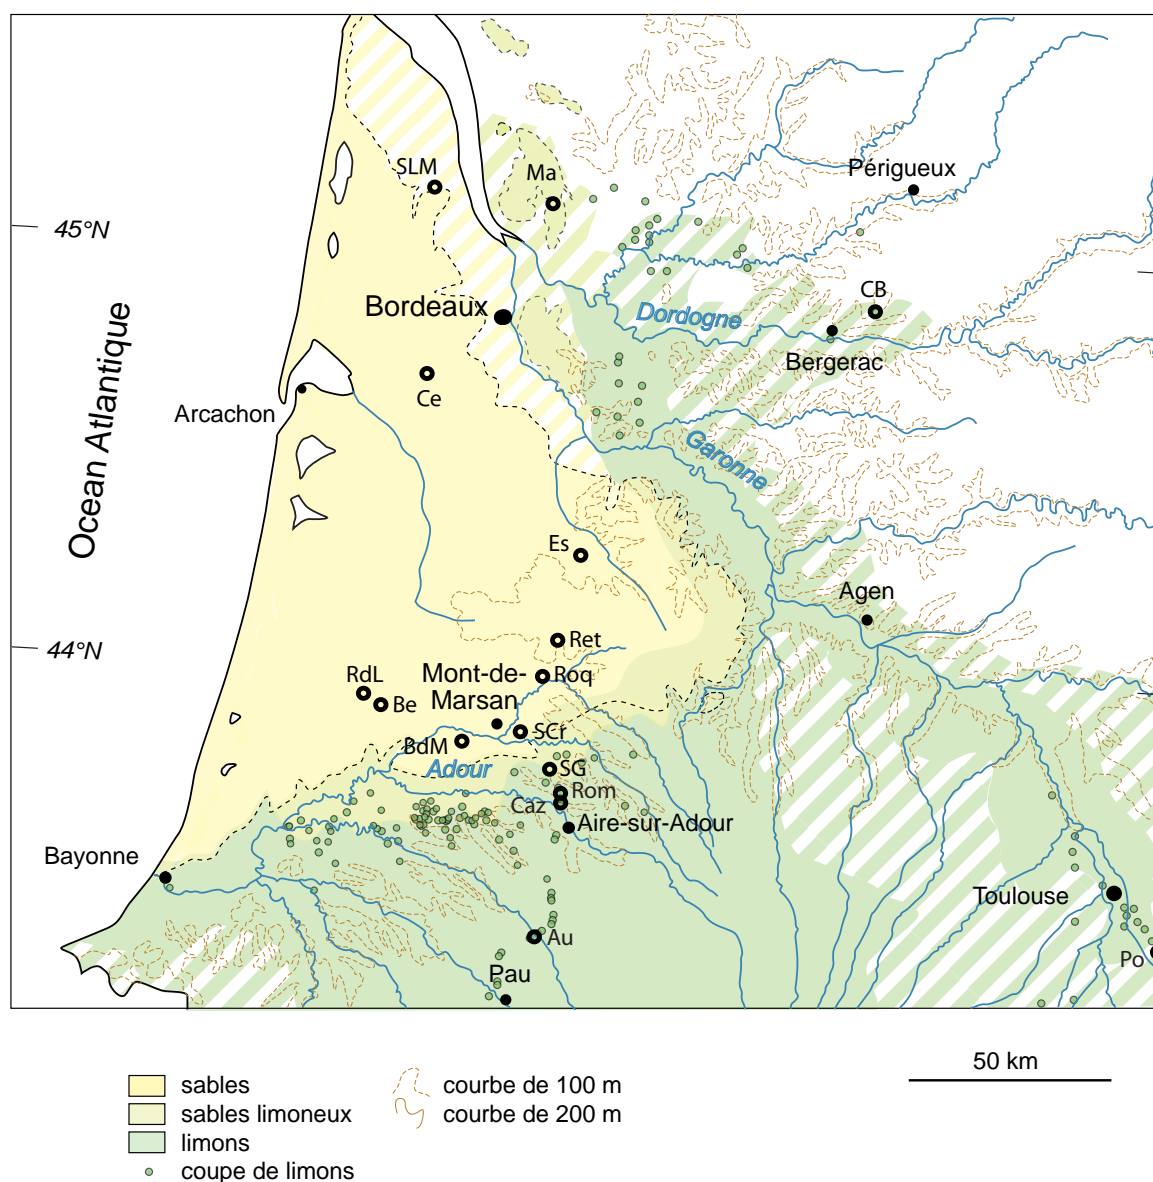 SLM
Ma
Périgueux
45°N
CB
Bordeaux
Dordogne
Bergerac
Ce
Arcachon
Ocean Atlantique
Garonne
Es
Agen
Ret
44°N
RdL
Mont-de-
Marsan
Roq
Be
SCr
BdM
Adour
SG
Rom
Caz
Aire-sur-Adour
Bayonne
Toulouse
Au
Po
Pau
50 km
sables
courbe de 100 m
sables limoneux
courbe de 200 m
limons
coupe de limons